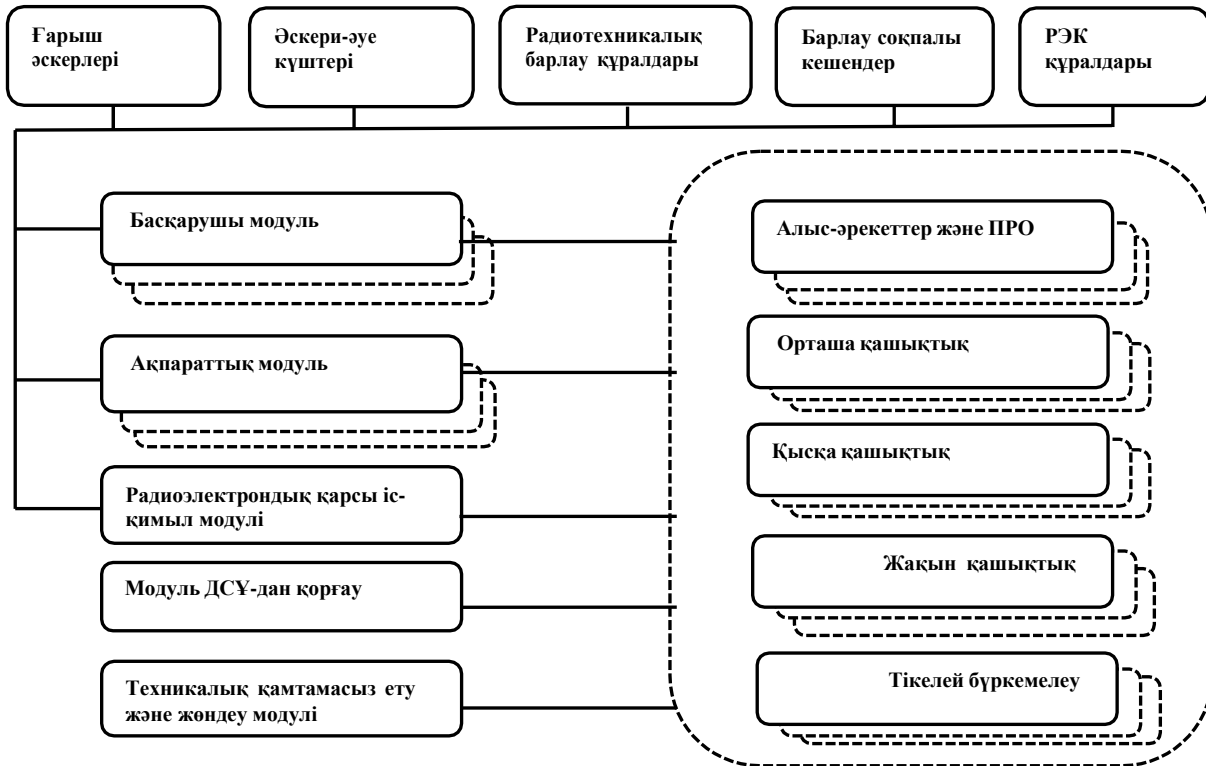 Ғарыш
әскерлері
Әскери-әуе
күштері
Радиотехникалық
барлау құралдары
Барлау соқпалы
кешендер
РЭК
құралдары
Басқарушы модуль
Алыс-әрекеттер және ПРО
Ақпараттық модуль
Орташа қашықтық
Қысқа қашықтық
Радиоэлектрондық қарсы іс-
қимыл модулі
Жақын қашықтық
Модуль ДСҰ-дан қорғау
Техникалық қамтамасыз ету
және жөндеу модулі
Тікелей бүркемелеу